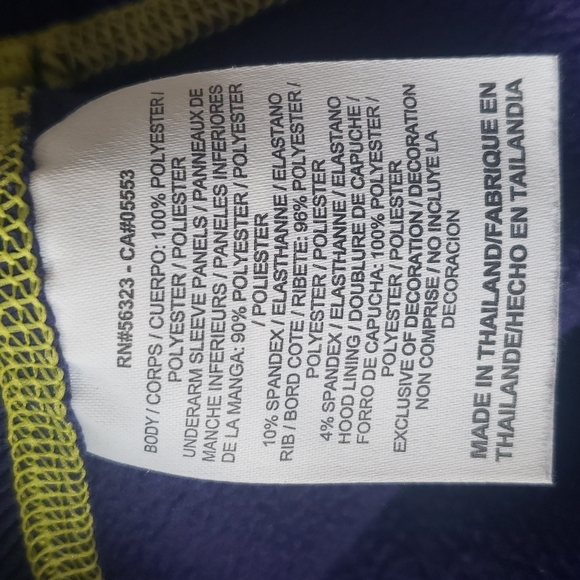 RN#56323 - CA#05553
BODY / CORPS / CUERPO: 100% POLYESTER /
POLYESTER / POLIESTER
UNDERARM SLEEVE PANELS / PANNEAUX DE
MANCHE INFERIEURS / PANELES INFERIORES
DE LA MANGA: 90% POLYESTER / POLYESTER
/ POLIESTER
10% SPANDEX / ELASTHANNE / ELASTANO
RIB / BORD COTE / RIBETE: 96% POLYESTER /
POLYESTER / POLIESTER
4% SPANDEX / ELASTHANNE / ELASTANO
HOOD LINING / DOUBLURE DE CAPUCHE /
FORRO DE CAPUCHA: 100% POLYESTER /
POLYESTER / POLIESTER
EXCLUSIVE OF DECORATION / DECORATION
NON COMPRISE / NO INCLUYE LA
DECORACION
MADE IN THAILAND/FABRIQUE EN
THAILANDE/HECHO EN TAILANDIA